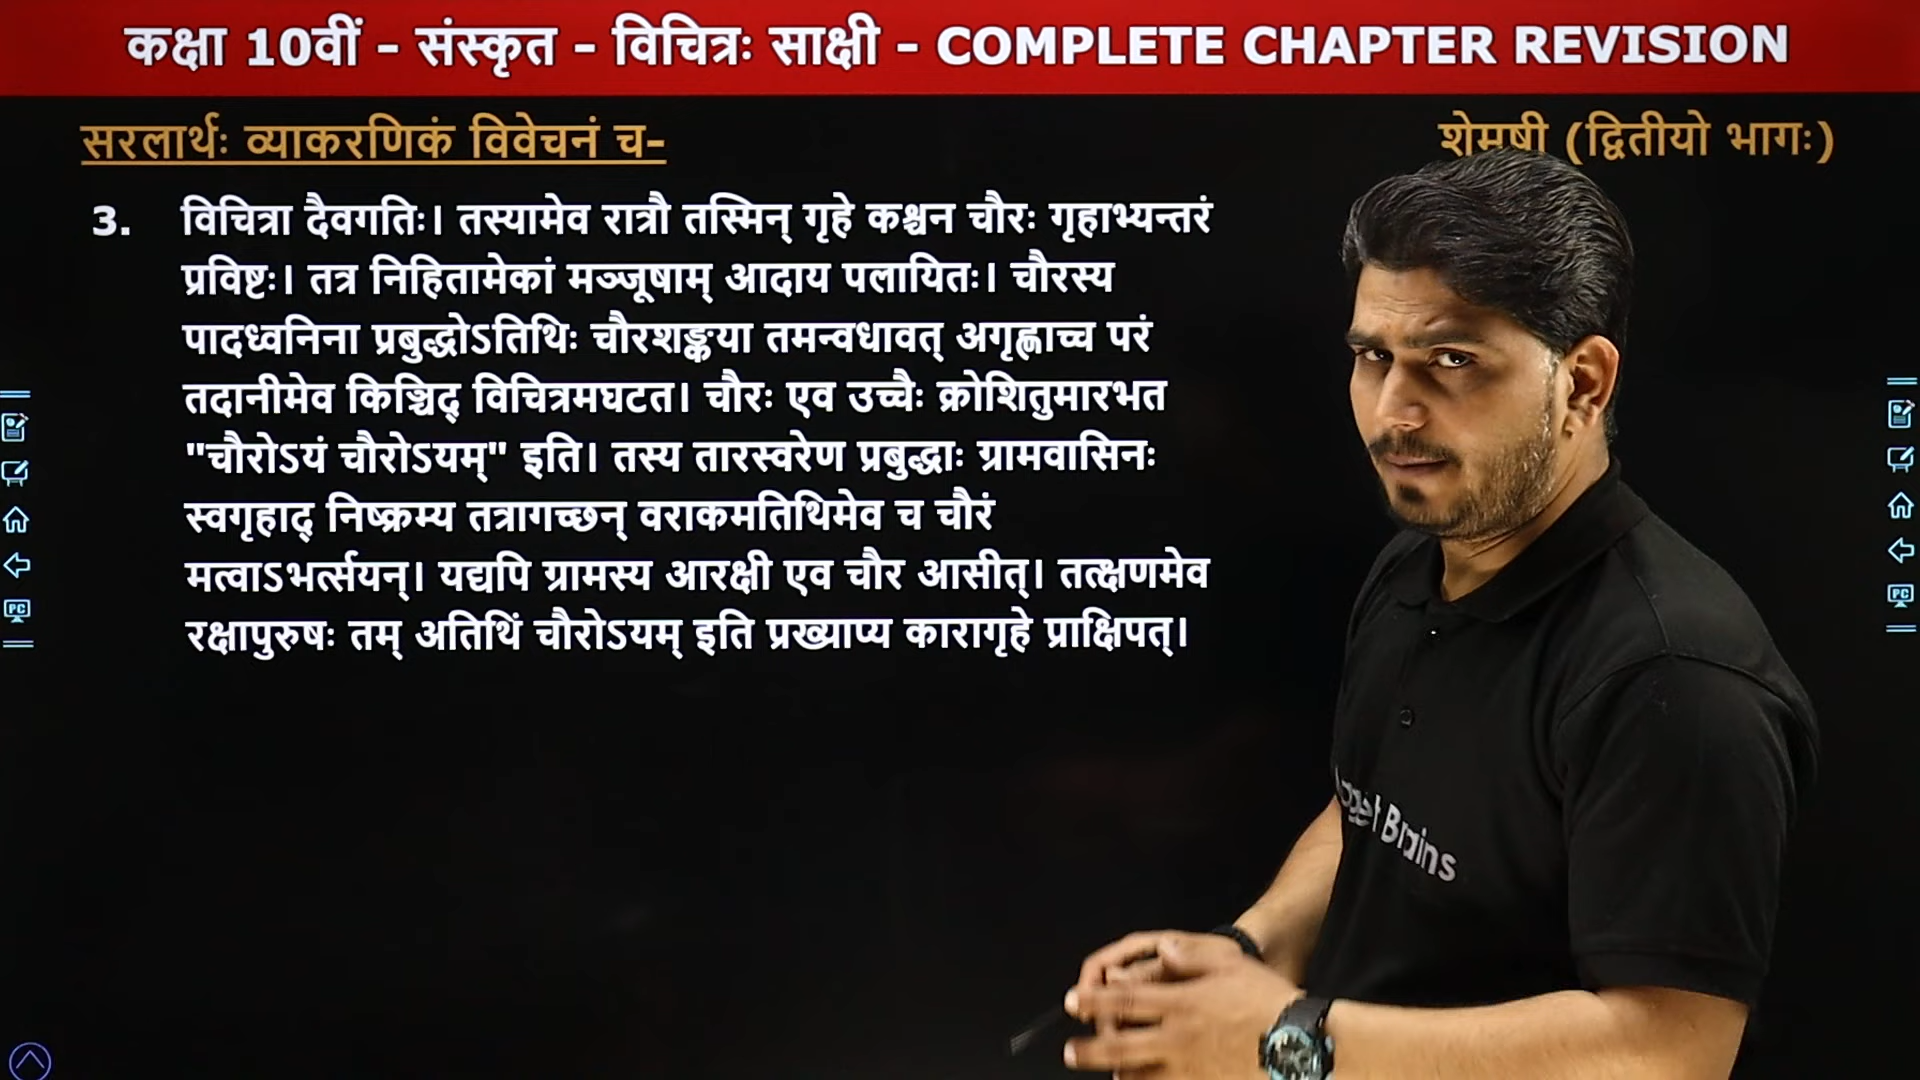 कक्षा 10वीं - संस्कृत - विचित्रः साक्षी - COMPLETE CHAPTER REVISION
सरलार्थः व्याकरणिकं विवेचनं च-
शेमुषी (द्वितीयो भागः)
3. विचित्रा दैवगतिः। तस्यामेव रात्रौ तस्मिन् गृहे कश्चन चौरः गृहाभ्यन्तरं
प्रविष्टः। तत्र निहितामेकां मञ्जूषाम् आदाय पलायितः। चौरस्य
पादध्वनिना प्रबुद्धोऽतिथिः चौरशङ्कया तमन्वधावत् अगृह्णाच्च परं
तदानीमेव किञ्चिद् विचित्रमघटत। चौरः एव उच्चैः क्रोशितुमारभत
"चौरोऽयं चौरोऽयम्" इति। तस्य तारस्वरेण प्रबुद्धाः ग्रामवासिनः
स्वगृहाद् निष्क्रम्य तत्रागच्छन् वराकमतिथिमेव च चौरं
मत्वाऽभर्त्सयन्। यद्यपि ग्रामस्य आरक्षी एव चौर आसीत्। तत्क्षणमेव
रक्षापुरुषः तम् अतिथिं चौरोऽयम् इति प्रख्याप्य कारागृहे प्राक्षिपत्।
PC
PC
Brains